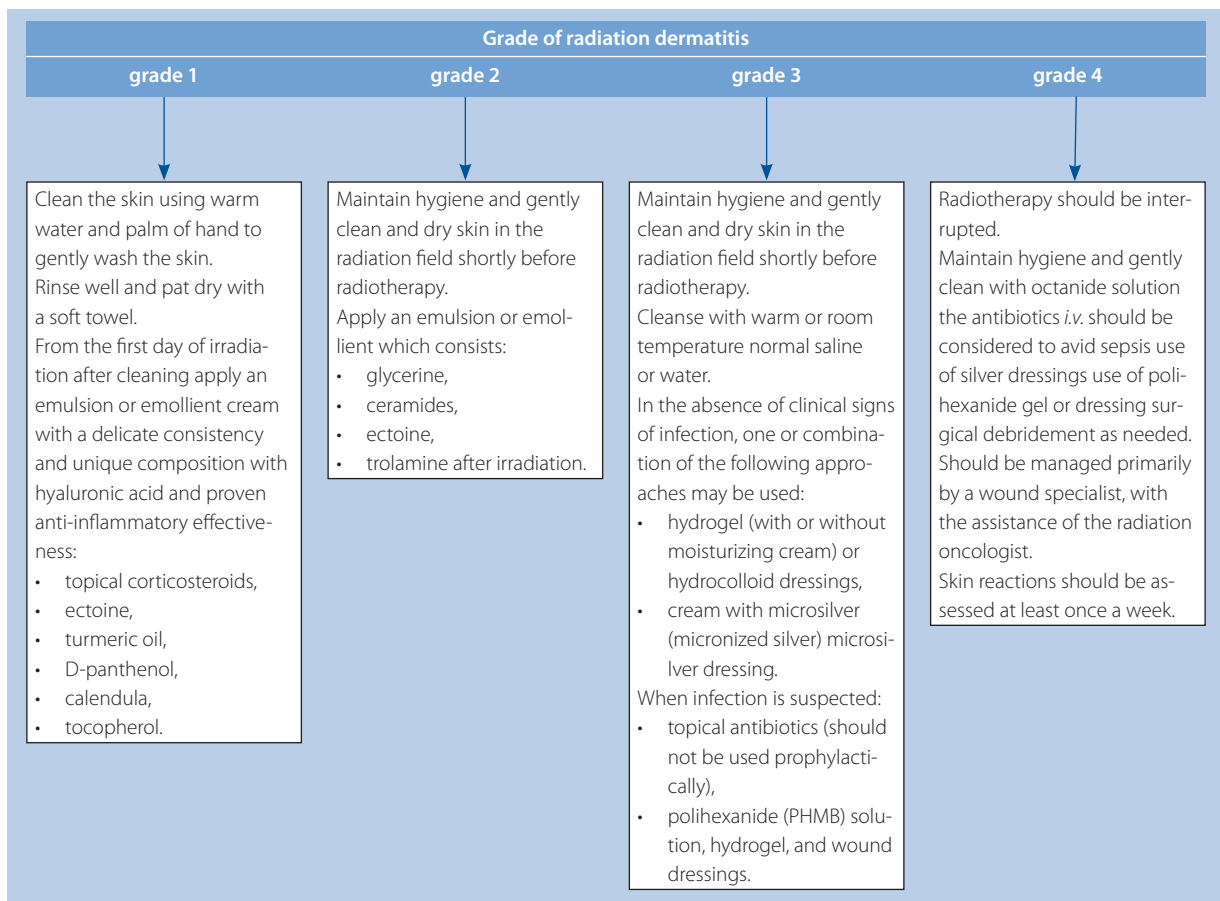 Grade of radiation dermatitis
grade 1
grade 2
grade 3
grade 4
Clean the skin using warm
water and palm of hand to
gently wash the skin.
Rinse well and pat dry with
a soft towel.
From the first day of irradia-
tion after cleaning apply an
emulsion or emollient cream
with a delicate consistency
and unique composition with
hyaluronic acid and proven
anti-inflammatory effective-
ness:
• topical corticosteroids,
• ectoine,
• turmeric oil,
• D-panthenol,
• calendula,
• tocopherol.
Maintain hygiene and gently
clean and dry skin in the
radiation field shortly before
radiotherapy.
Apply an emulsion or emol-
lient which consists:
• glycerine,
• ceramides,
• ectoine,
• trolamine after irradiation.
Maintain hygiene and gently
clean and dry skin in the
radiation field shortly before
radiotherapy.
Cleanse with warm or room
temperature normal saline
or water.
In the absence of clinical signs
of infection, one or combina-
tion of the following appro-
aches may be used:
• hydrogel (with or without
moisturizing cream) or
hydrocolloid dressings,
• cream with microsilver
(micronized silver) microsi-
lver dressing.
When infection is suspected:
• topical antibiotics (should
not be used prophylacti-
cally),
• polihexanide (PHMB) solu-
tion, hydrogel, and wound
dressings.
Radiotherapy should be inter-
rupted.
Maintain hygiene and gently
clean with octanide solution
the antibiotics i.v. should be
considered to avid sepsis use
of silver dressings use of poli-
hexanide gel or dressing sur-
gical debridement as needed.
Should be managed primarily
by a wound specialist, with
the assistance of the radiation
oncologist.
Skin reactions should be as-
sessed at least once a week.